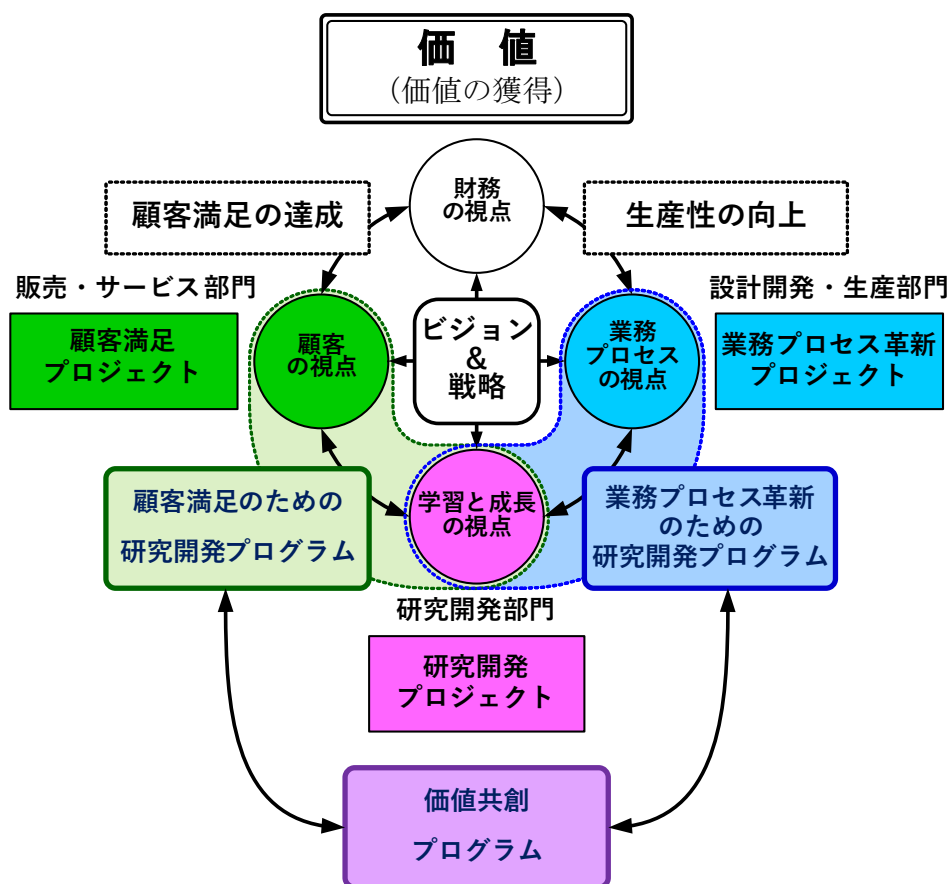 価 値
（価値の獲得）
財務
の視点
顧客満足の達成
生産性の向上
販売・サービス部門
設計開発・生産部門
顧客満足
プロジェクト
顧客
の視点
ビジョン
&
戦略
業務
プロセス
の視点
業務プロセス革新
プロジェクト
顧客満足のための
研究開発プログラム
学習と成長
の視点
業務プロセス革新
のための
研究開発プログラム
研究開発部門
研究開発
プロジェクト
価値共創
プログラム